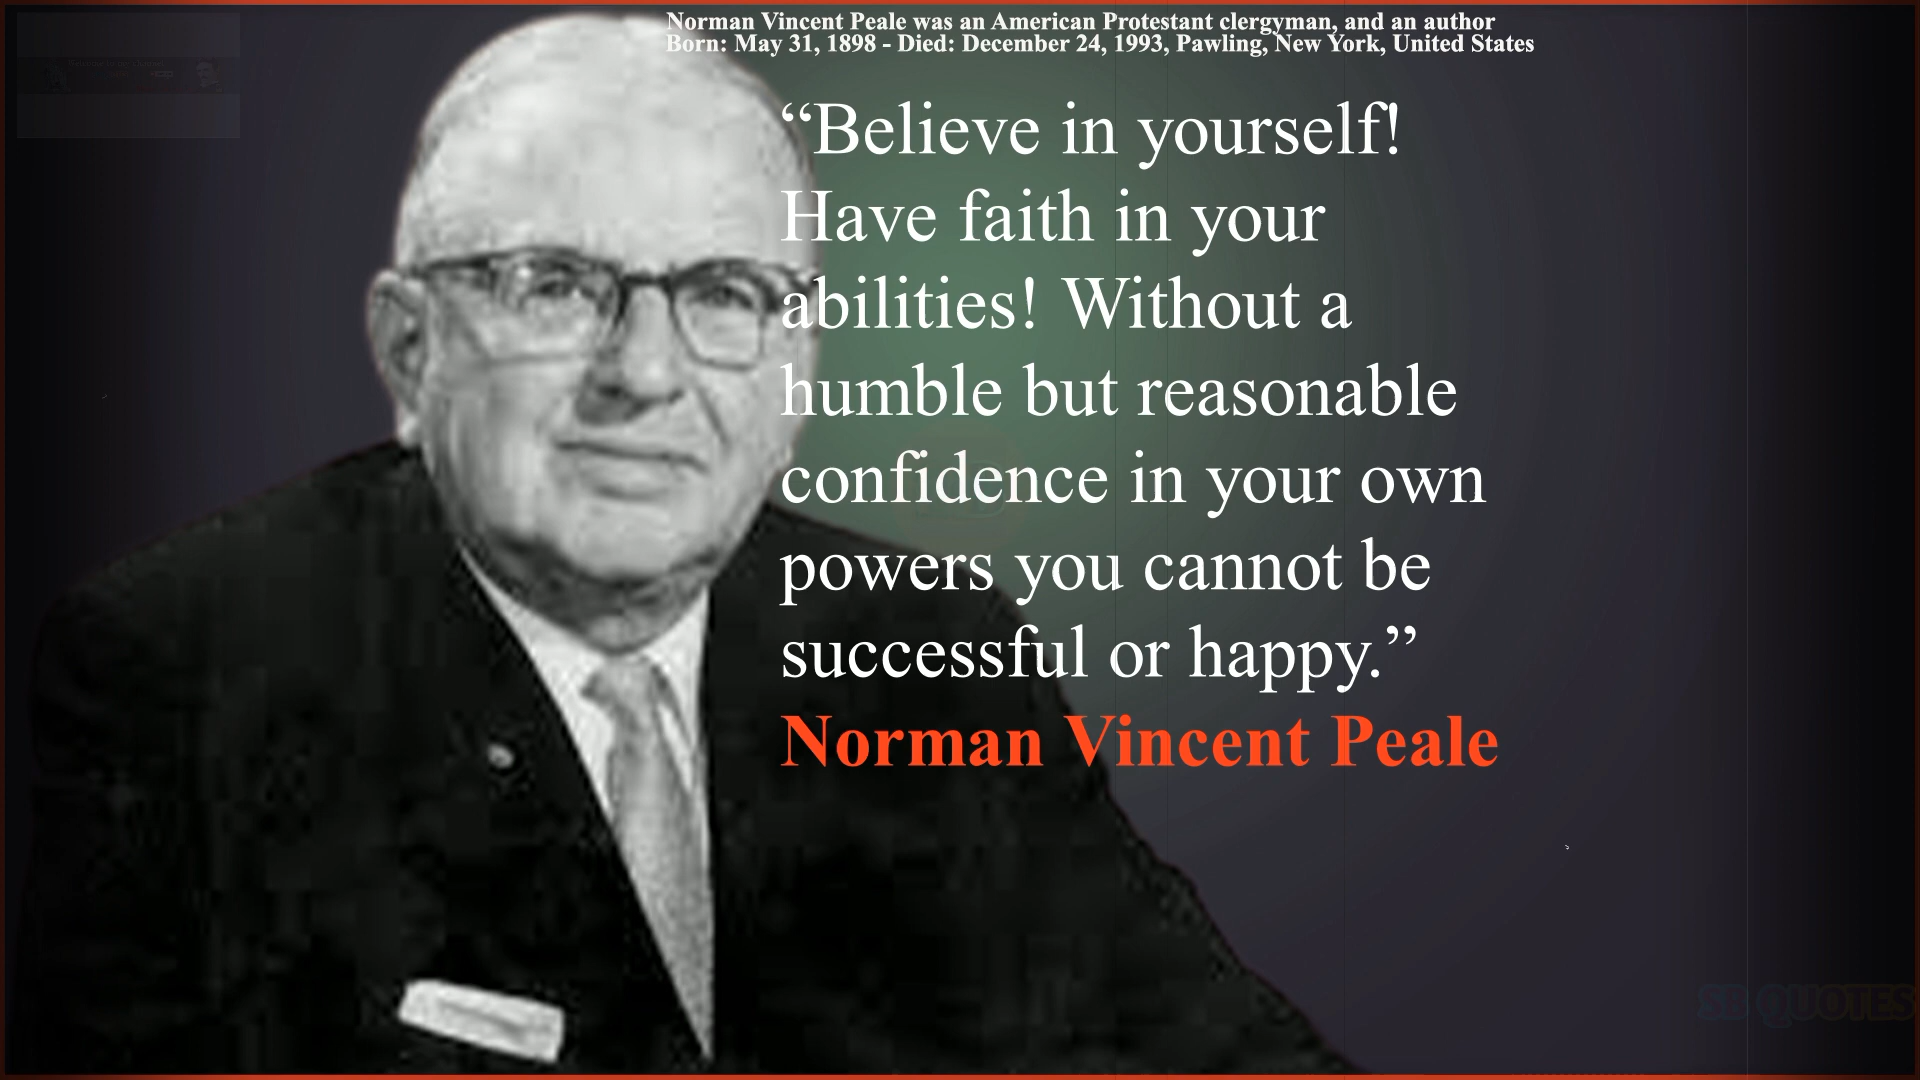 Norman Vincent Peale was an American Protestant clergyman, and an author
Born: May 31, 1898 - Died: December 24, 1993, Pawling, New York, United States
“Believe in yourself!
Have faith in your
abilities! Without a
humble but reasonable
confidence in your own
powers you cannot be
successful or happy.”
Norman Vincent Peale
SB QUOTES